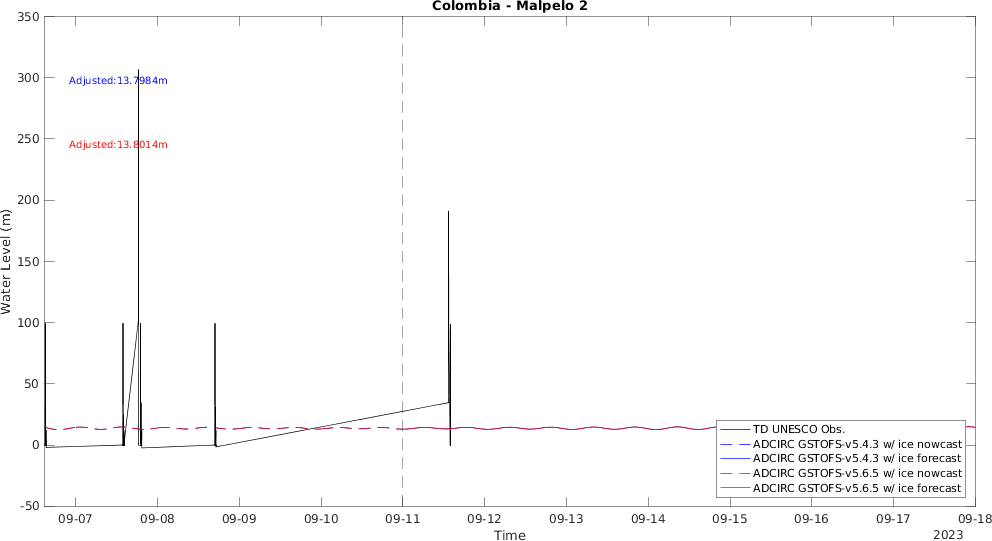 Colombia - Malpelo 2
350
300
250
200
150
100
50
0
-50
Water Level (m)
Adjusted:13.7984m
Adjusted:13.8014m
TD UNESCO Obs.
ADCIRC GSTOFS-v5.4.3 w/ ice nowcast
ADCIRC GSTOFS-v5.4.3 w/ ice forecast
ADCIRC GSTOFS-v5.6.5 w/ ice nowcast
ADCIRC GSTOFS-v5.6.5 w/ ice forecast
09-07 09-08 09-09 09-10 09-11 09-12 09-13 09-14 09-15 09-16 09-17 09-18
Time
2023